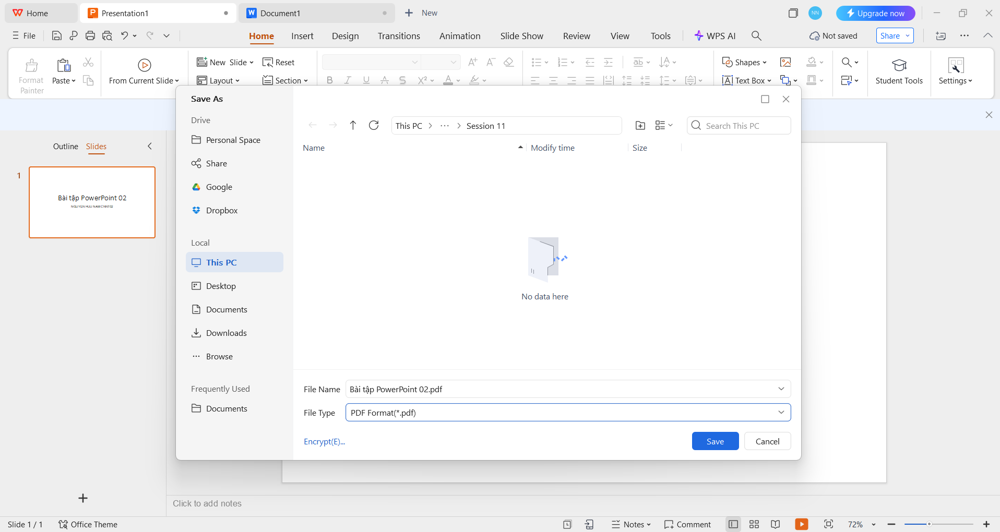 Home
Presentation1
Document1
New
NN
Upgrade now
File
Home
Insert
Design
Transitions
Animation
Slide Show
Review
View
Tools
WPS AI
Not saved
Share
Format
Painter
Paste
From Current Slide
New Slide
Reset
Layout
Section
Shapes
Text Box
Student Tools
Settings
Save As
Drive
Personal Space
Share
Google
Dropbox
Local
This PC
Desktop
Documents
Downloads
Browse
Frequently Used
Documents
This PC > ··· > Session 11
Search This PC
Name
Modify time
Size
No data here
File Name
Bài tập PowerPoint 02.pdf
File Type
PDF Format(*.pdf)
Encrypt(E)...
Save
Cancel
Outline
Slides
1
Bài tập PowerPoint 02
NGUYEN HUU NAM CNNT02
Click to add notes
Slide 1 / 1
Office Theme
Notes
Comment
72%